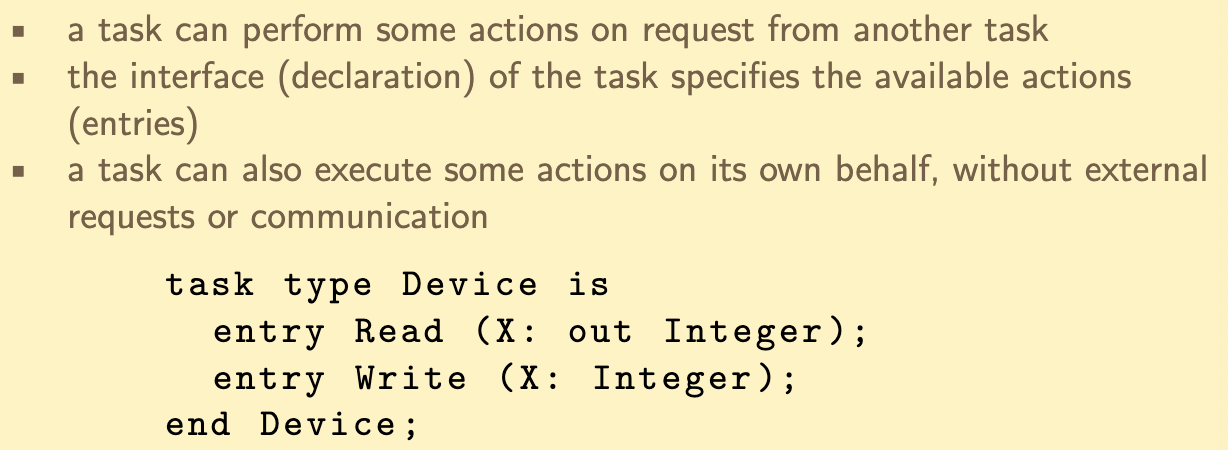 ▪ a task can perform some actions on request from another task
▪ the interface (declaration) of the task specifies the available actions
(entries)
▪ a task can also execute some actions on its own behalf, without external
requests or communication
task type Device is
  entry Read (X: out Integer);
  entry Write (X: Integer);
end Device;